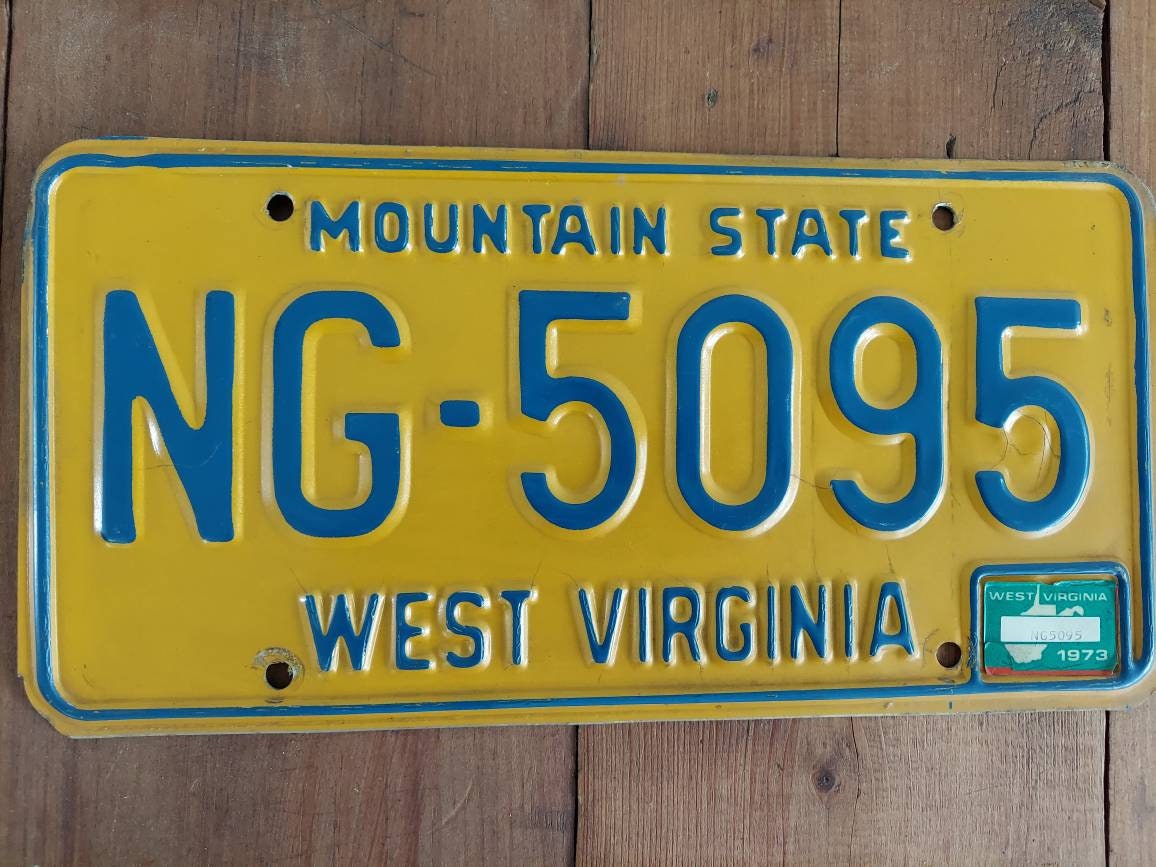 MOUNTAIN STATE
NG-5095
WEST VIRGINIA
WEST VIRGINIA
NG5095
1973